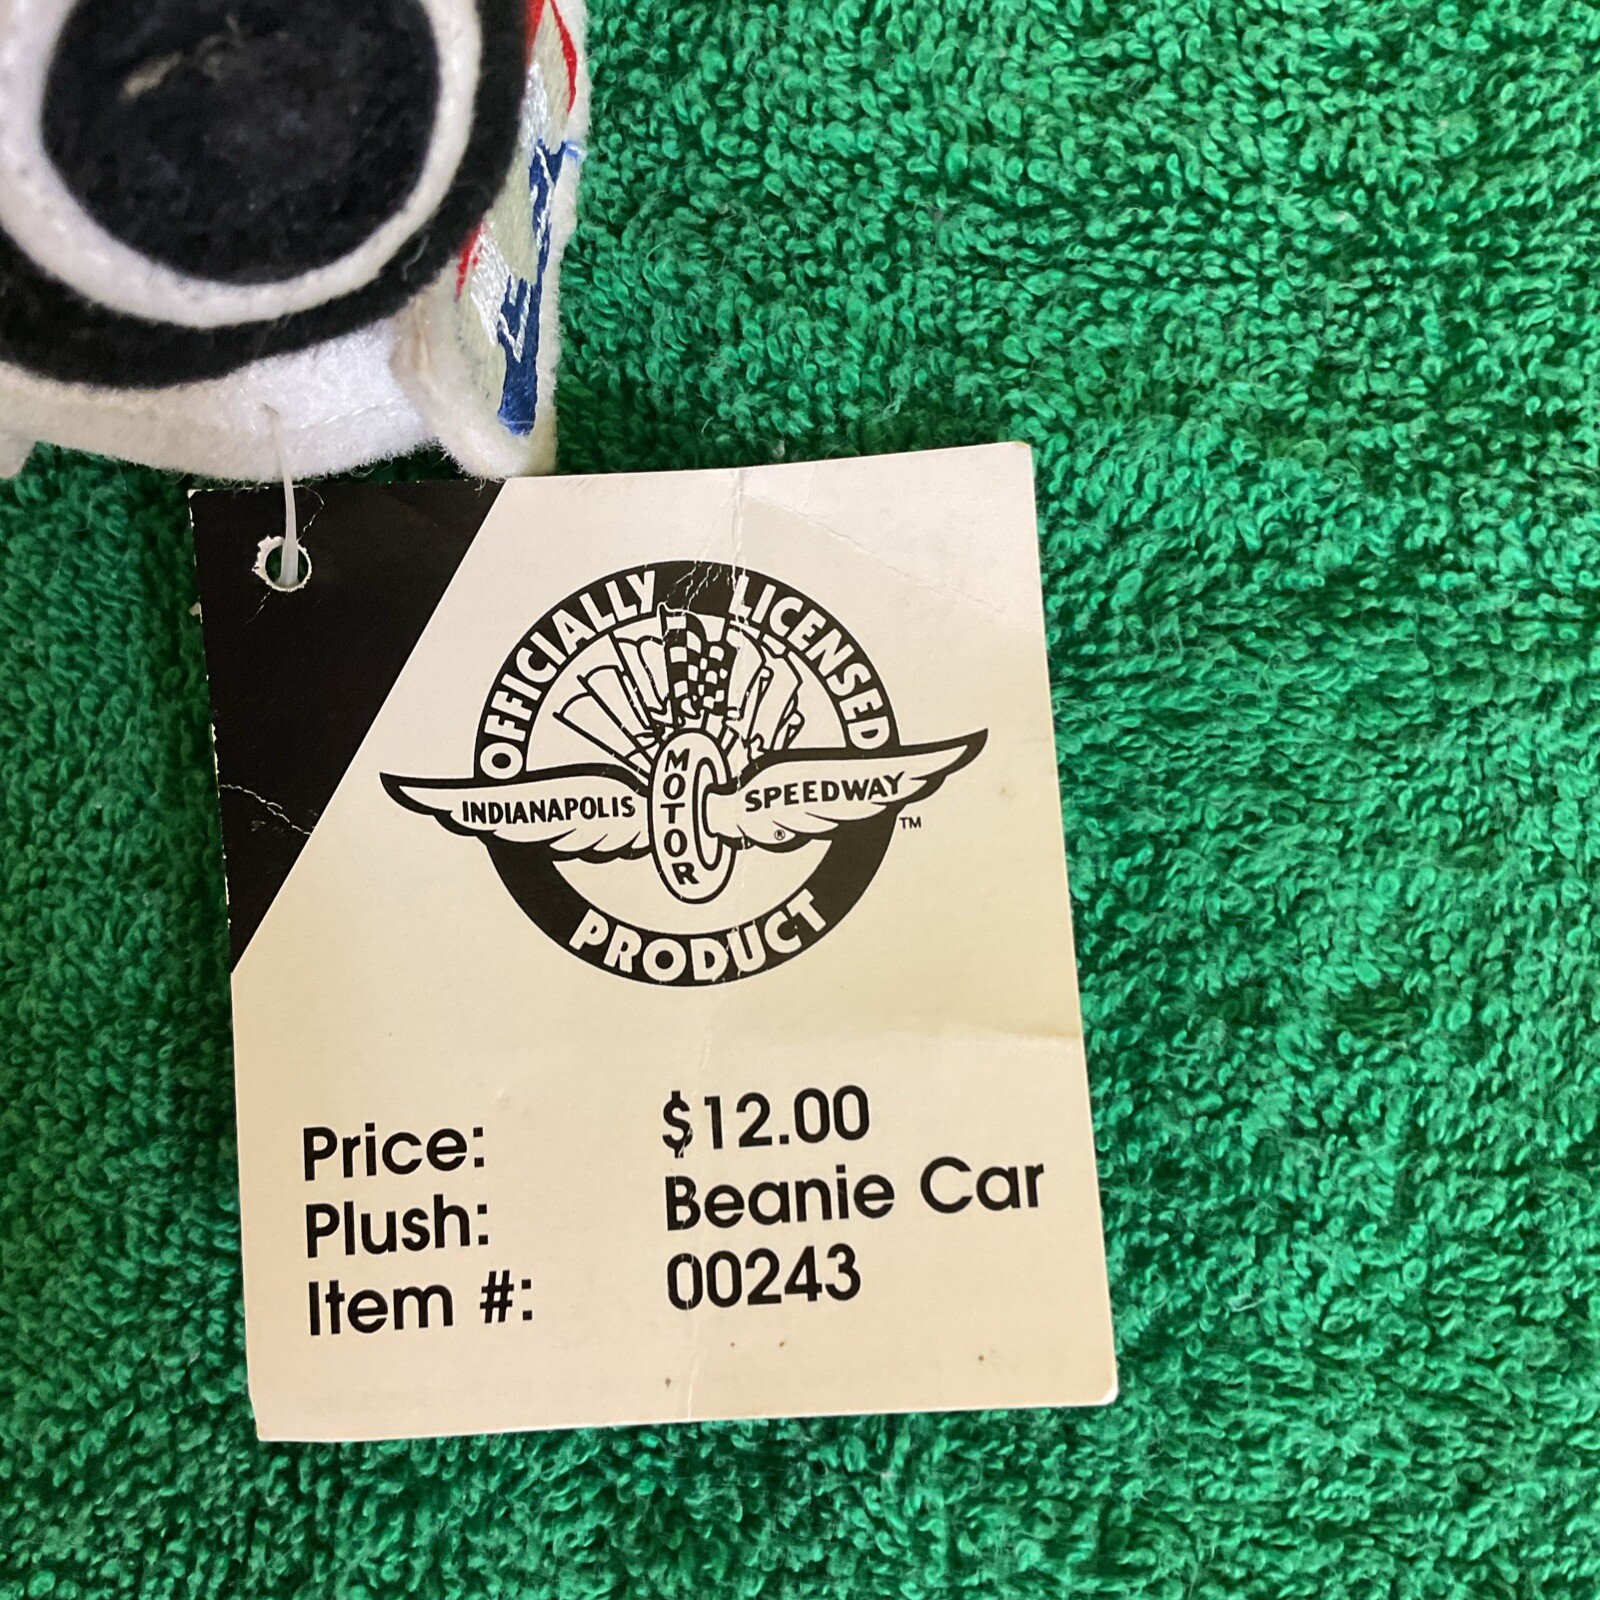 OFFICIALLY LICENSED
INDIANAPOLIS MOTOR SPEEDWAY
®
TM
PRODUCT
Price: $12.00
Plush: Beanie Car
Item #: 00243